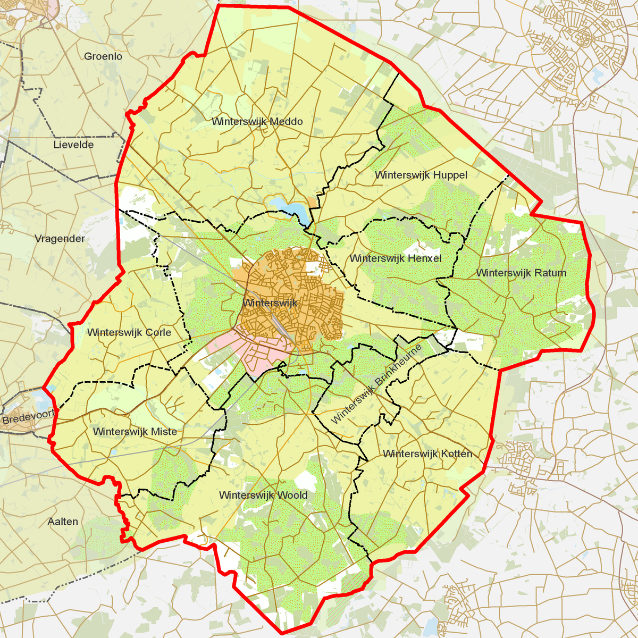 Groenlo
Winterswijk Meddo
Lievelde
Winterswijk Huppel
Vragender
Winterswijk Henxel
Winterswijk Ratum
Winterswijk
Winterswijk Corle
Winterswijk Brinkheurne
Bredevoort
Winterswijk Miste
Winterswijk Kotten
Winterswijk Woold
Aalten